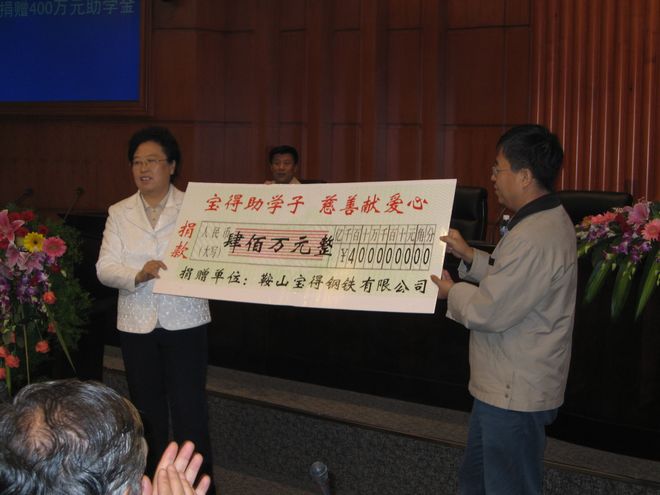 捐赠400万元助学金
宝得助学子 慈善献爱心
捐款
人民币
(大写)
肆佰万元整
亿千百十万千百十元角分
¥400000000
捐赠单位：鞍山宝得钢铁有限公司